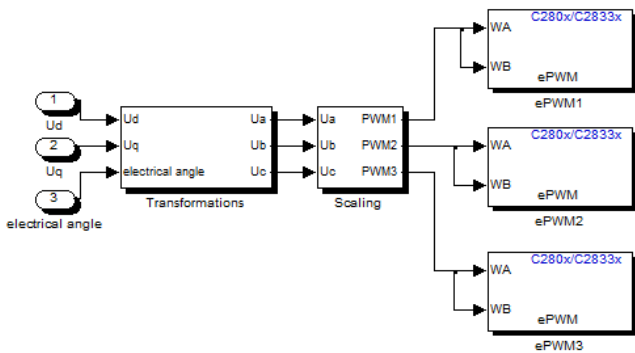 C280x/C2833x
WA
WB
ePWM
ePWM1
1
Ud
2
Uq
3
electrical angle
Ud
Uq
electrical angle
Ua
Ub
Uc
Transformations
Ua
Ub
Uc
PWM1
PWM2
PWM3
Scaling
C280x/C2833x
WA
WB
ePWM
ePWM2
C280x/C2833x
WA
WB
ePWM
ePWM3